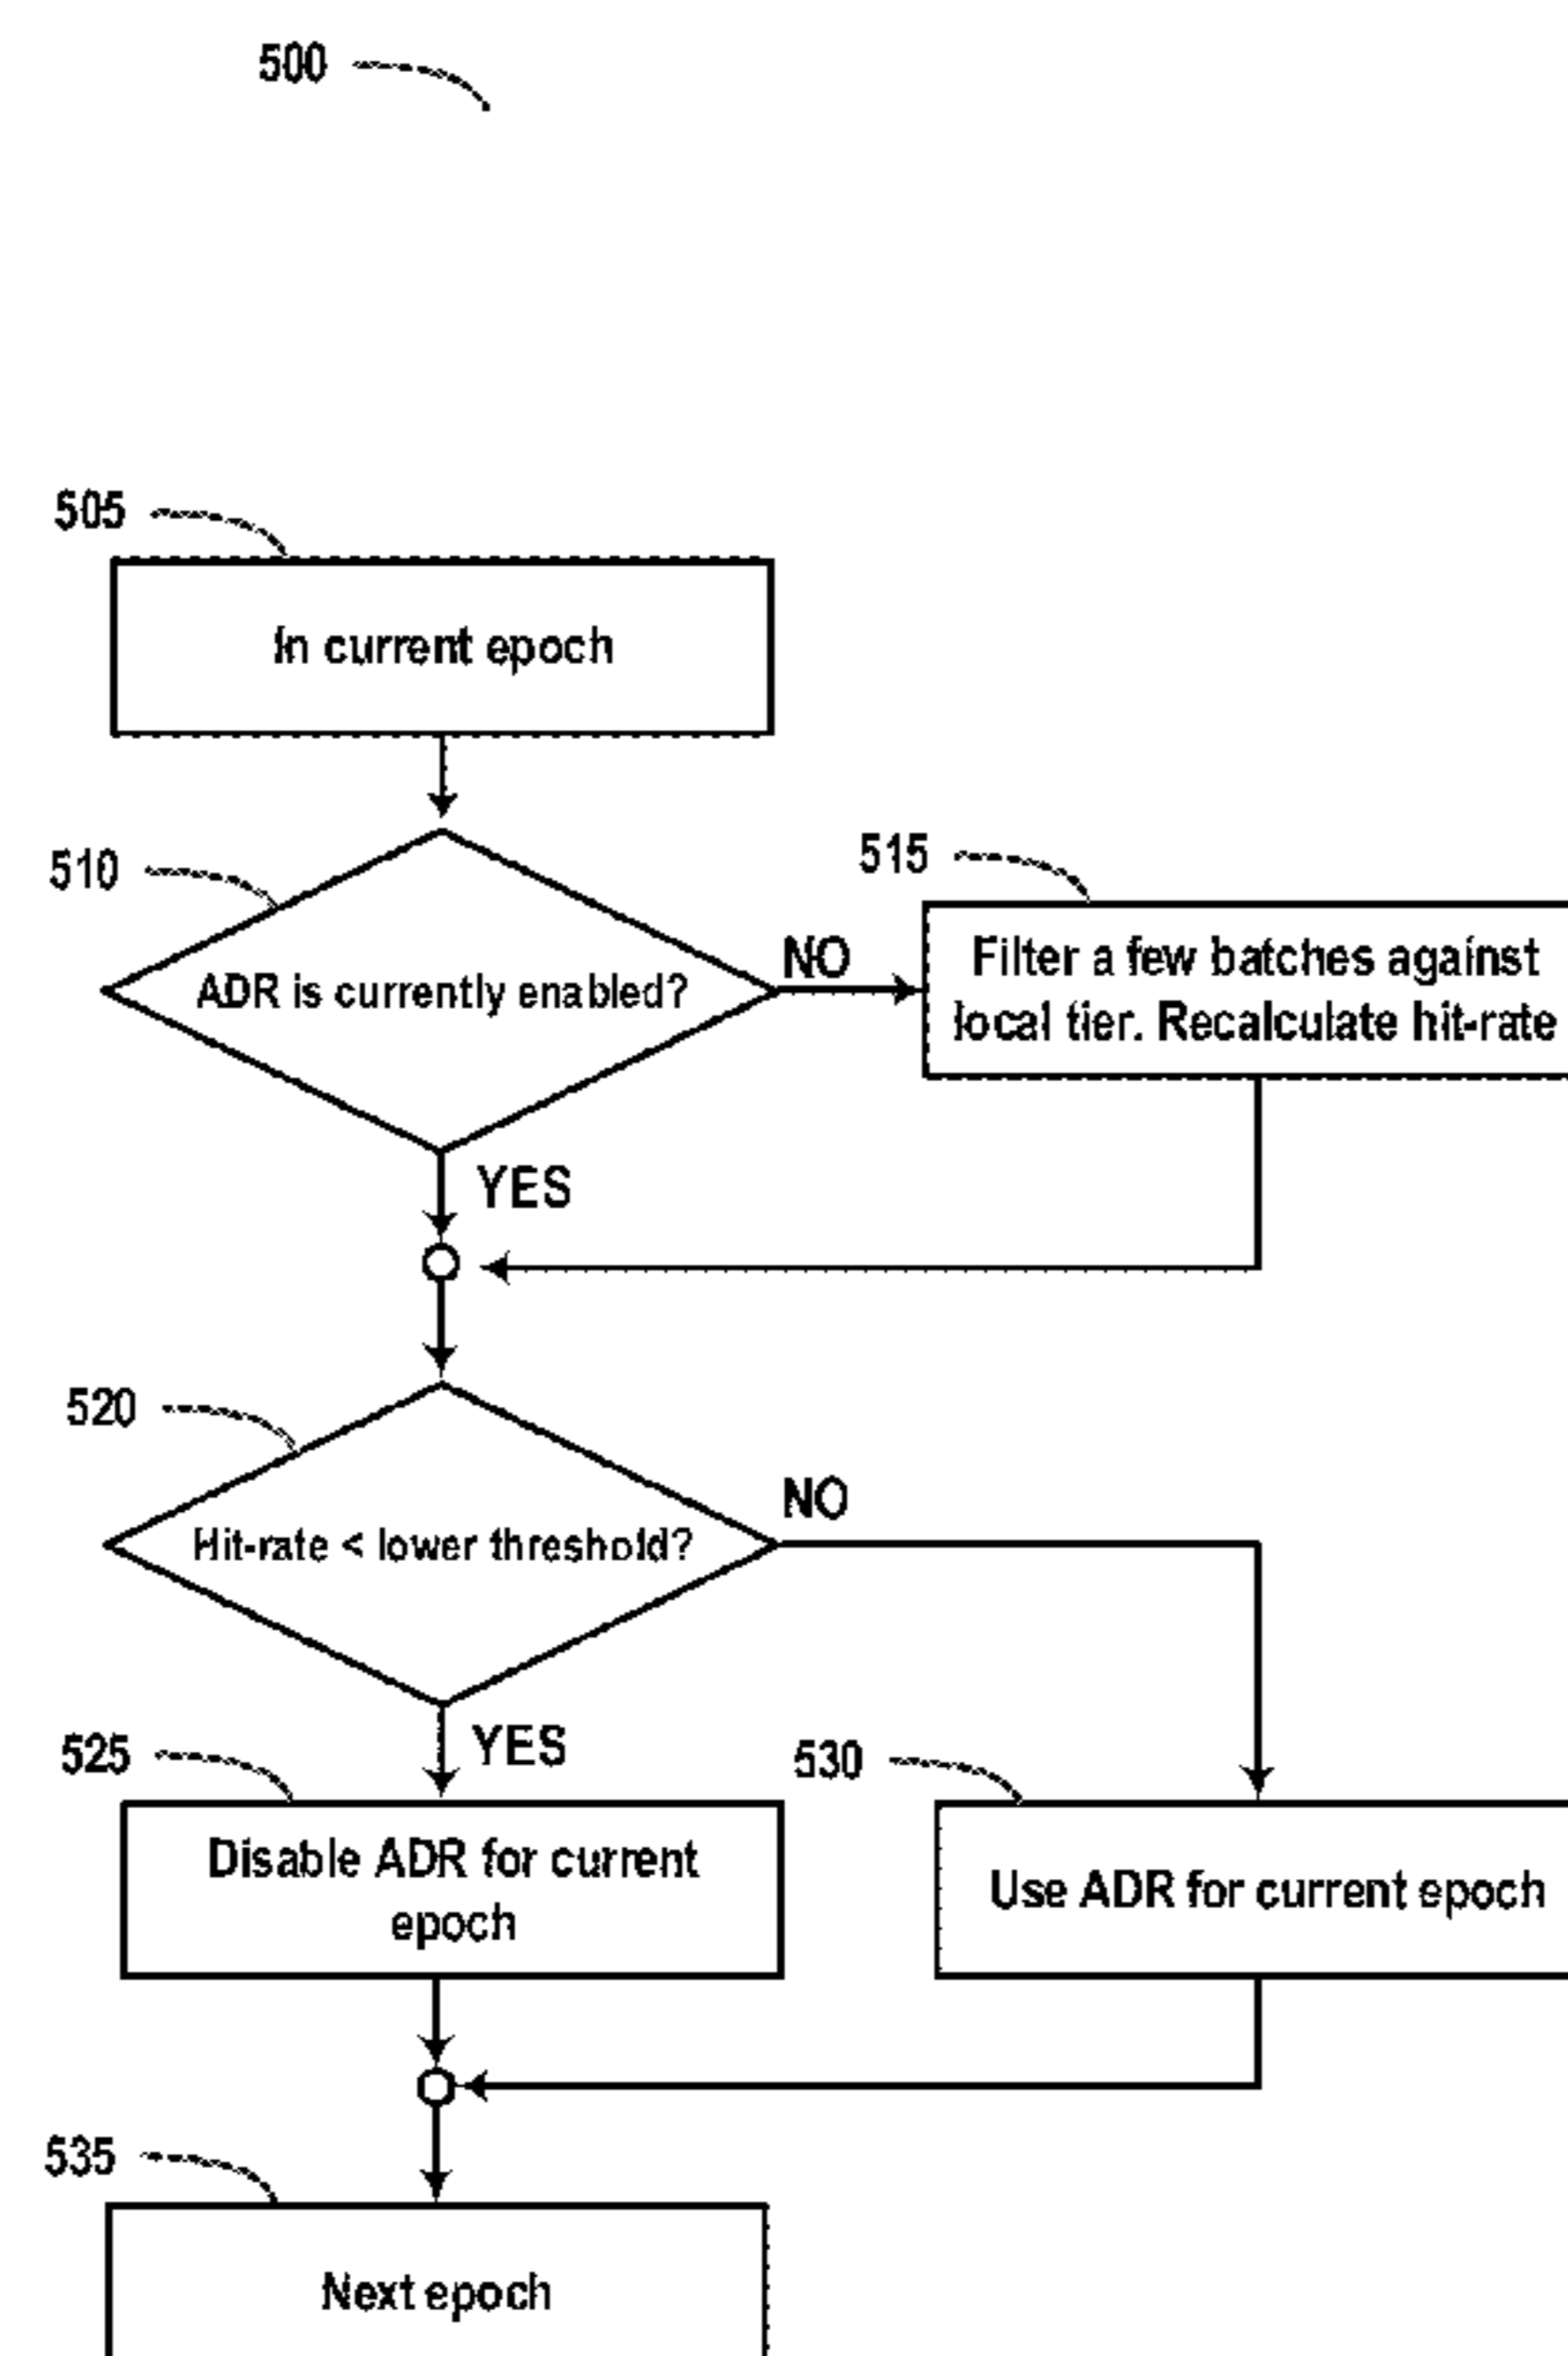 500
505
In current epoch
510
ADR is currently enabled?
NO
515
Filter a few batches against
local tier. Recalculate hit-rate
YES
520
Hit-rate < lower threshold?
NO
YES
525
Disable ADR for current
epoch
530
Use ADR for current epoch
535
Next epoch